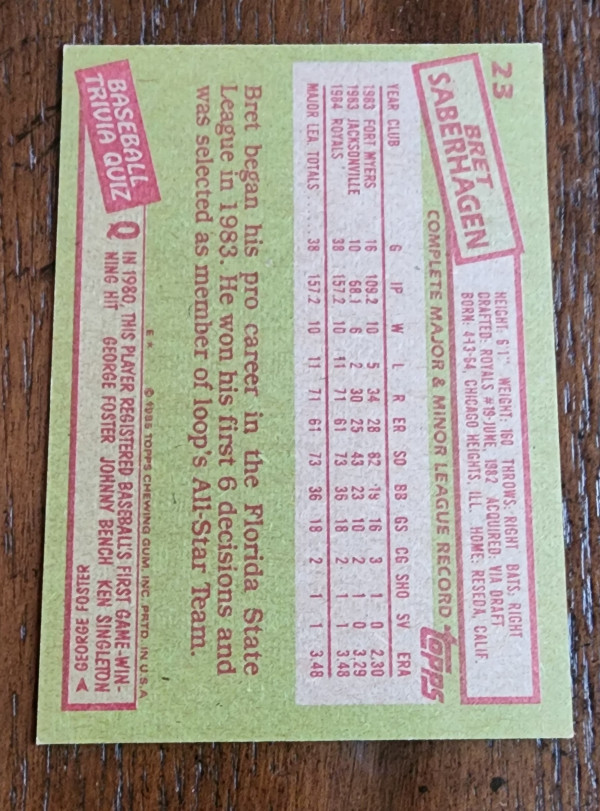 23
BRET
SABERHAGEN
HEIGHT: 6'1" WEIGHT: 160 THROWS: RIGHT BATS: RIGHT
DRAFTED: ROYALS #19-JUNE, 1982 ACQUIRED: VIA DRAFT
BORN: 4-13-64, CHICAGO HEIGHTS, ILL. HOME: RESEDA, CALIF.
COMPLETE MAJOR & MINOR LEAGUE RECORD topps
YEAR CLUB G IP W L R ER SO BB GS CG SHO SV ERA
1983 FORT MYERS 16 109.2 10 5 34 28 82 19 16 3 1 0 2.30
1983 JACKSONVILLE 10 68.1 6 2 30 25 43 23 10 2 1 0 3.29
1984 ROYALS 38 157.2 10 11 71 61 73 36 18 2 1 1 3.48
MAJOR LEA. TOTALS 38 157.2 10 11 71 61 73 36 18 2 1 1 3.48
Bret began his pro career in the Florida State
League in 1983. He won his first 6 decisions and
was selected as member of loop's All-Star Team.
E* © 1985 TOPPS CHEWING GUM, INC. PRTD. IN U.S.A.
BASEBALL
TRIVIA QUIZ
Q IN 1980, THIS PLAYER REGISTERED BASEBALL'S FIRST GAME-WIN-
NING HIT GEORGE FOSTER JOHNNY BENCH KEN SINGLETON
GEORGE FOSTER